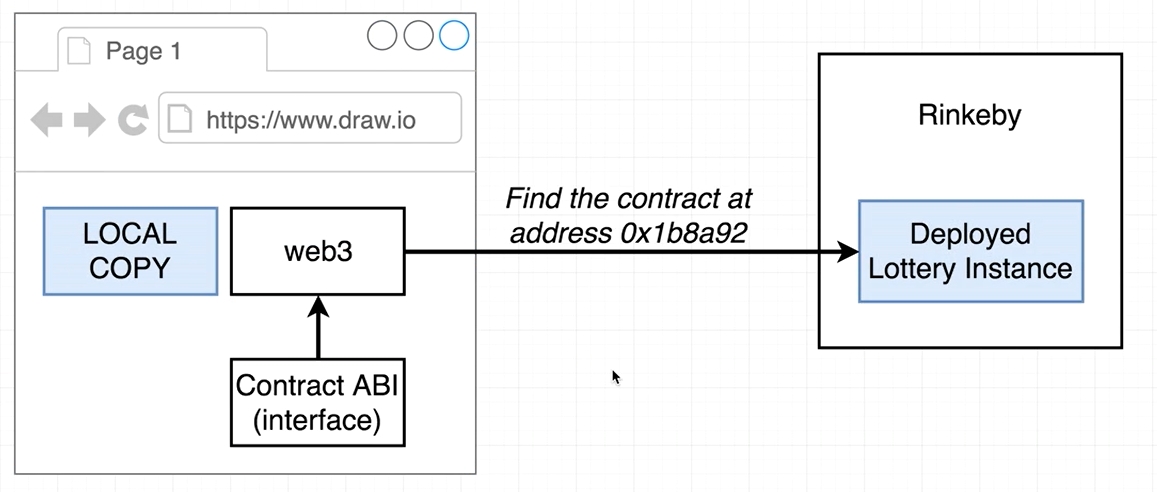 Page 1
https://www.draw.io
LOCAL
COPY
web3
Contract ABI
(interface)
Find the contract at
address 0x1b8a92
Rinkeby
Deployed
Lottery Instance